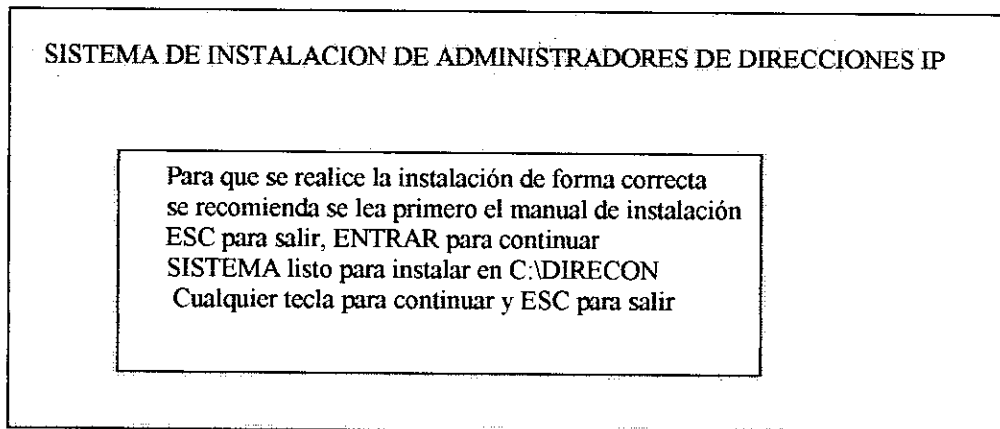 SISTEMA DE INSTALACION DE ADMINISTRADORES DE DIRECCIONES IP
Para que se realice la instalación de forma correcta
se recomienda se lea primero el manual de instalación
ESC para salir, ENTRAR para continuar
SISTEMA listo para instalar en C:\DIRECON
Cualquier tecla para continuar y ESC para salir